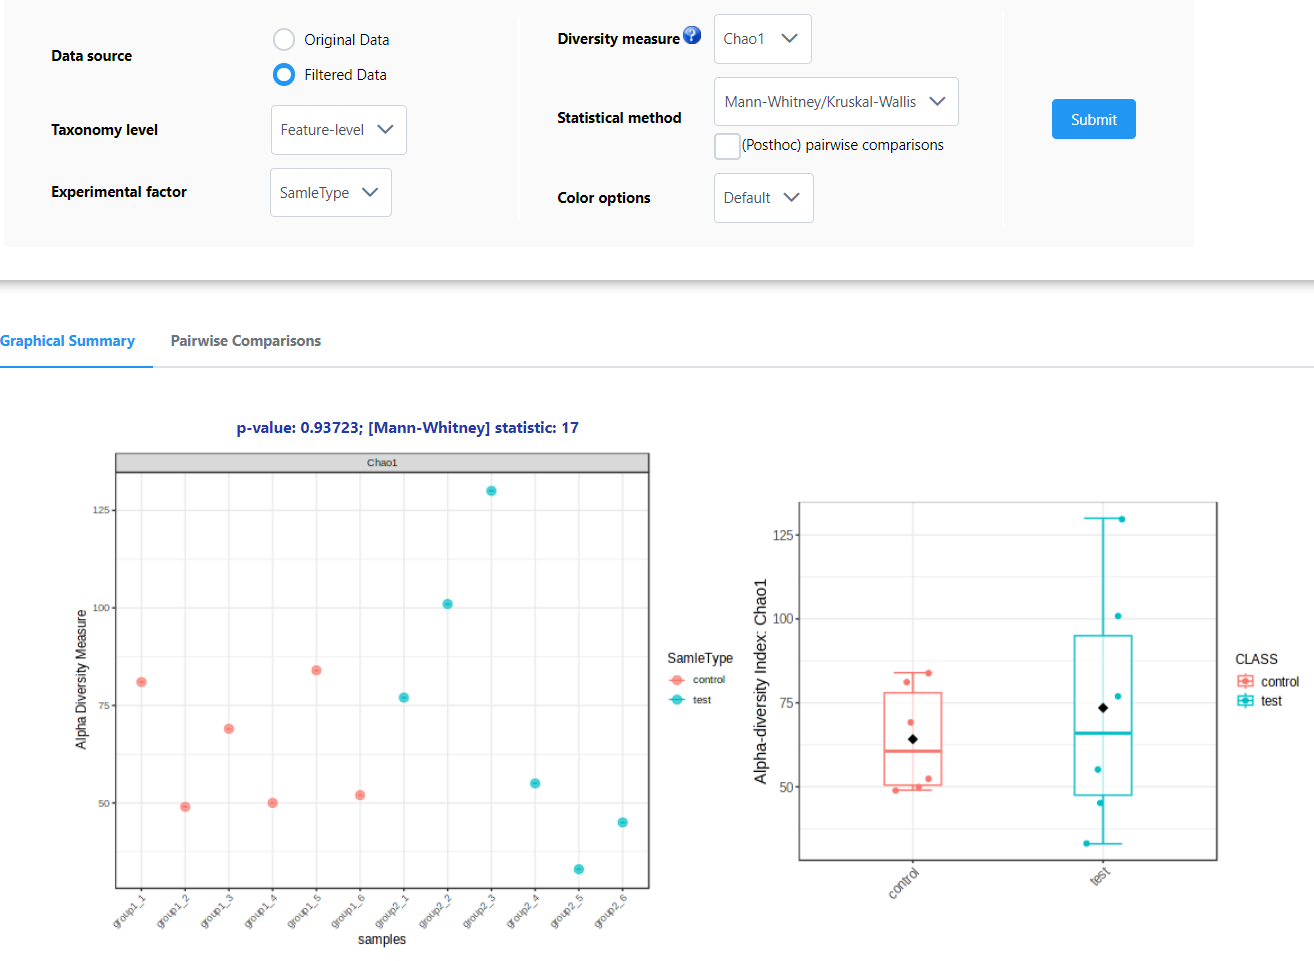 Data source
Original Data
Filtered Data
Taxonomy level
Feature-level
Experimental factor
SamleType
Diversity measure ?
Chao1
Statistical method
Mann-Whitney/Kruskal-Wallis
(Posthoc) pairwise comparisons
Color options
Default
Submit
Graphical Summary
Pairwise Comparisons
p-value: 0.93723; [Mann-Whitney] statistic: 17
Chao1
Alpha Diversity Measure
125
100
75
50
group1_1
group1_2
group1_3
group1_4
group1_5
group1_6
group2_1
group2_2
group2_3
group2_4
group2_5
group2_6
samples
SamleType
control
test
Alpha-diversity Index: Chao1
125
100
75
50
control
test
CLASS
control
test